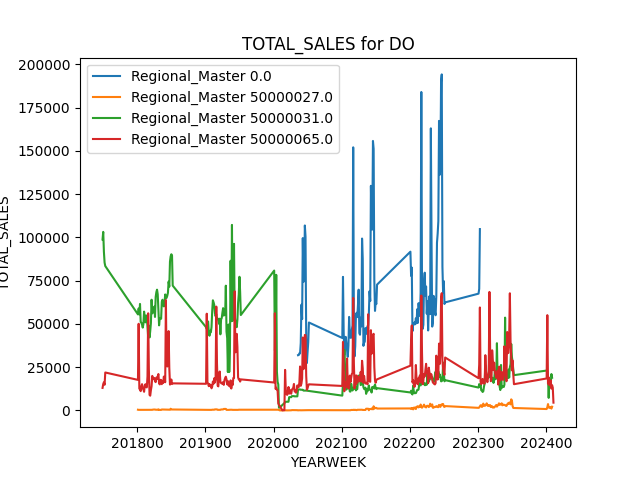 TOTAL_SALES for DO
200000
175000
150000
125000
100000
75000
50000
25000
0
TOTAL_SALES
Regional_Master 0.0
Regional_Master 50000027.0
Regional_Master 50000031.0
Regional_Master 50000065.0
201800 201900 202000 202100 202200 202300 202400
YEARWEEK